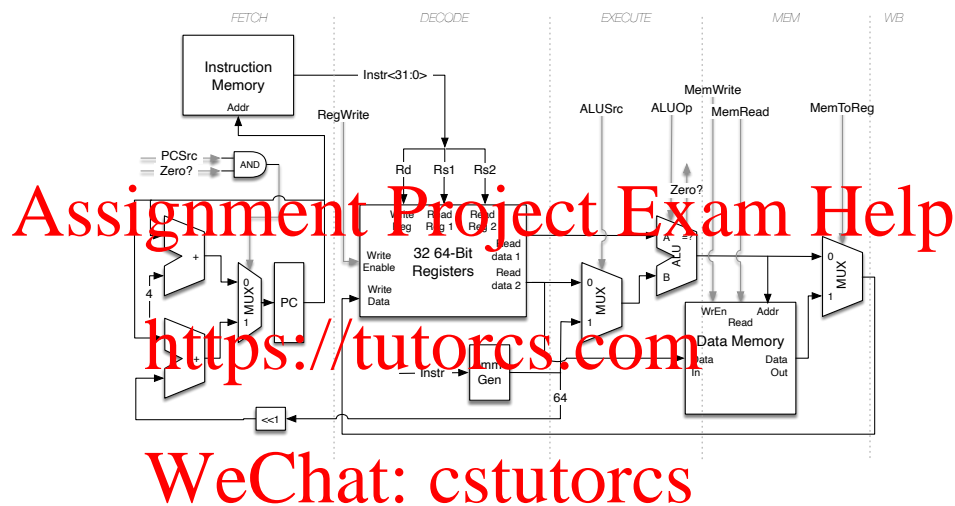 FETCH
DECODE
EXECUTE
MEM
WB
Instruction
Memory
Addr
Instr<31:0>
RegWrite
ALUSrc
ALUOp
MemWrite
MemRead
MemToReg
PCSrc
Zero?
AND
Rd
Rs1
Rs2
Zero?
Assignment Project Exam Help
Write
Reg
Read
Reg 1
Read
Reg 2
Write
Enable
32 64-Bit
Registers
Read
data 1
Read
data 2
Write
Data
A
=?
ALU
B
+
4
MUX
0
1
PC
+
MUX
0
1
MUX
0
1
WrEn
Read
Addr
Data Memory
Data
In
Data
Out
https://tutorcs.com
Instr
Imm
Gen
64
<<1
WeChat: cstutorcs